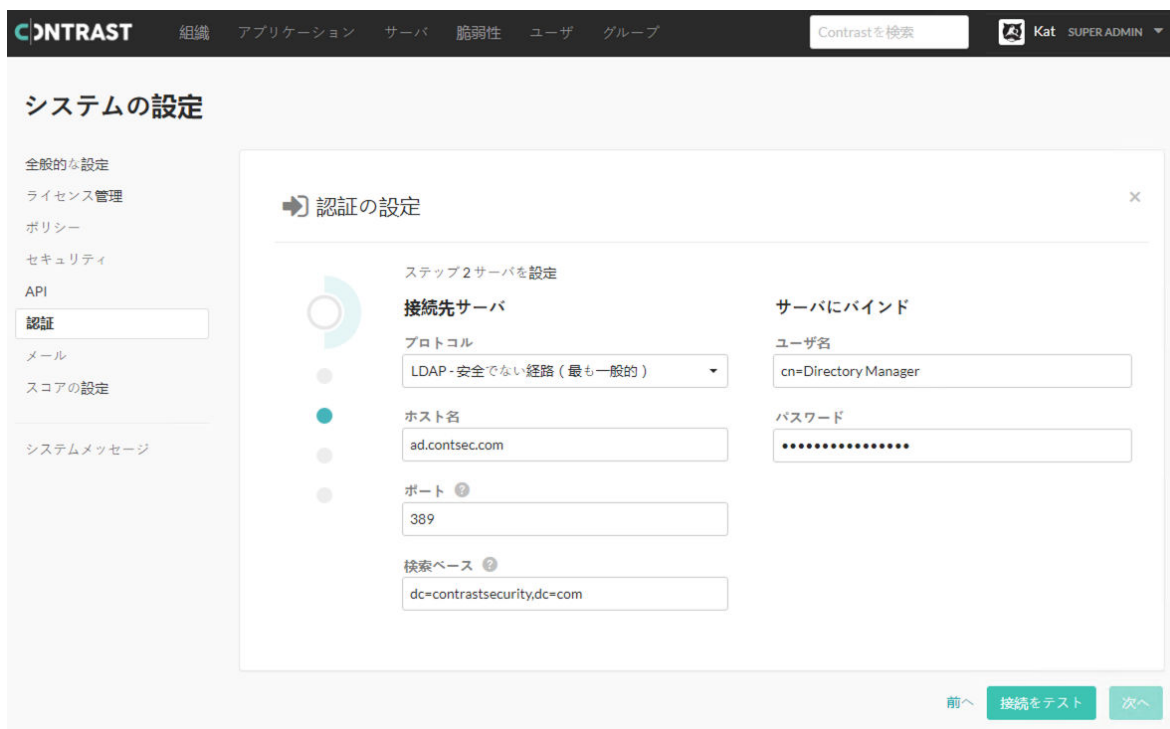 CONTRAST 組織 アプリケーション サーバ 脆弱性 ユーザ グループ Contrastを検索 Kat SUPER ADMIN
システムの設定
全般的な設定
ライセンス管理
ポリシー
セキュリティ
API
認証
メール
スコアの設定
システムメッセージ
認証の設定
ステップ 2 サーバを設定
接続先サーバ
プロトコル
LDAP - 安全でない経路 ( 最も一般的 )
ホスト名
ad.contsec.com
ポート
389
検索ベース
dc=contrastsecurity,dc=com
サーバにバインド
ユーザ名
cn=Directory Manager
パスワード
••••••••••••••••
前へ 接続をテスト 次へ